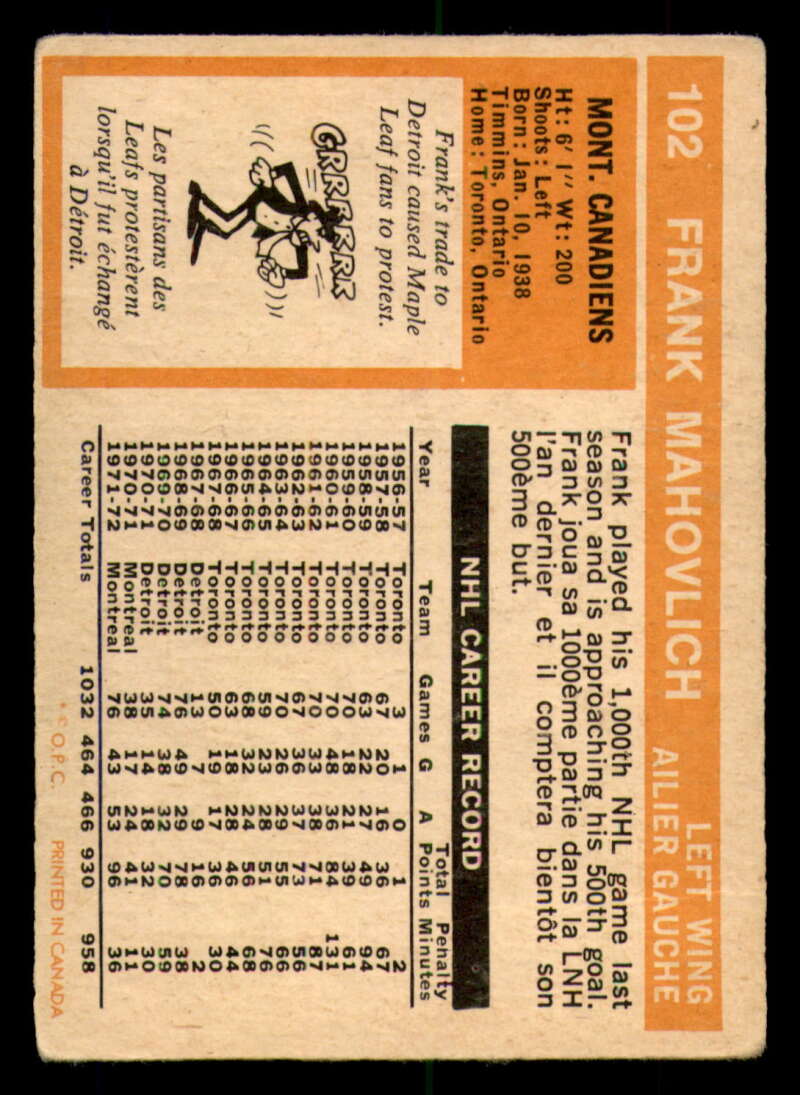 102 FRANK MAHOVLICH
LEFT WING
AILIER GAUCHE
MONT. CANADIENS
Ht: 6' 1" Wt: 200
Shoots: Left
Born: Jan. 10, 1938
Timmins, Ontario
Home: Toronto, Ontario
Frank's trade to
Detroit caused Maple
Leaf fans to protest.
GRRRRRR
Les partisans des
Leafs protestèrent
lorsqu'il fut échangé
à Détroit.
Frank played his 1,000th NHL game last
season and is approaching his 500th goal.
Frank joua sa 1000ème partie dans la LNH
l'an dernier et il comptera bientôt son
500ème but.
NHL CAREER RECORD
Total Penalty
Year Team Games G A Points Minutes
1956-57 Toronto 3 1 0 1 2
1957-58 Toronto 67 20 16 36 67
1958-59 Toronto 63 22 27 49 94
1959-60 Toronto 70 18 21 39 61
1960-61 Toronto 70 48 36 84 131
1961-62 Toronto 70 33 38 71 87
1962-63 Toronto 67 36 37 73 56
1963-64 Toronto 70 26 29 55 66
1964-65 Toronto 59 23 28 51 76
1965-66 Toronto 68 32 24 56 68
1966-67 Toronto 63 18 28 46 44
1967-68 Toronto 50 19 17 36 30
1967-68 Detroit 13 7 9 16 2
1968-69 Detroit 76 49 29 78 38
1969-70 Detroit 74 38 32 70 59
1970-71 Detroit 35 14 18 32 30
1970-71 Montreal 38 17 24 41 11
1971-72 Montreal 76 43 53 96 36
Career Totals 1032 464 466 930 958
* © O.P.C. PRINTED IN CANADA